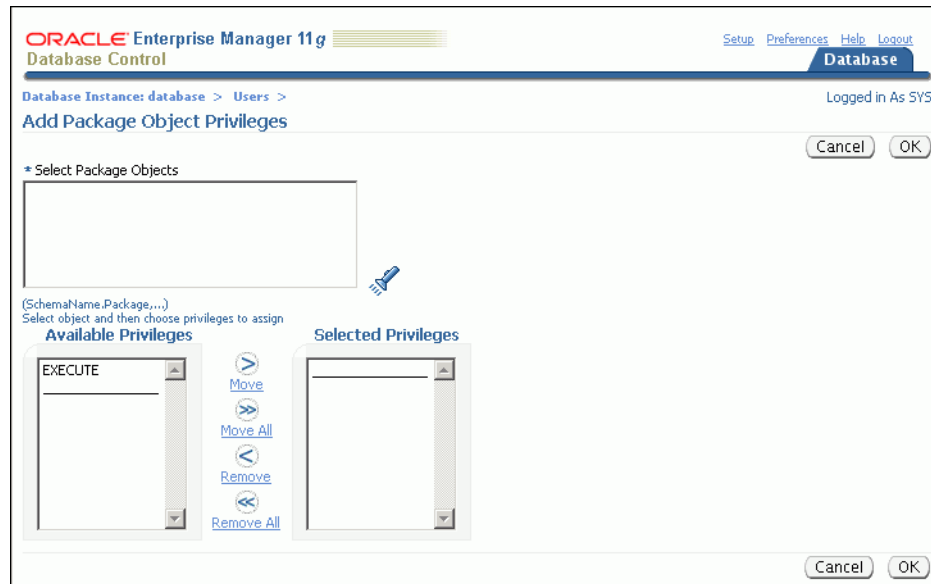 ORACLE Enterprise Manager 11g
Database Control
Setup Preferences Help Logout
Database
Database Instance: database > Users >
Logged in As SYS
Add Package Object Privileges
Cancel OK
* Select Package Objects
(SchemaName.Package,...)
Select object and then choose privileges to assign
Available Privileges
Selected Privileges
EXECUTE
Move
Move All
Remove
Remove All
Cancel OK